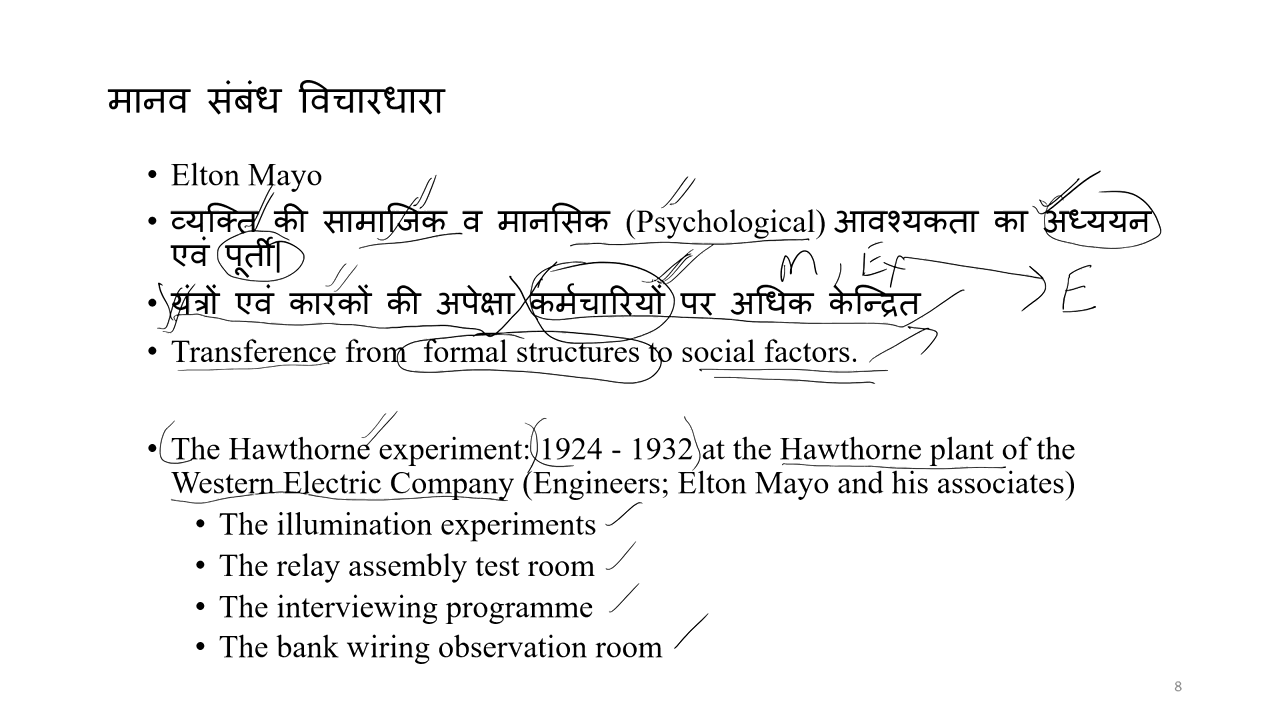 मानव संबंध विचारधारा
• Elton Mayo
• व्यक्ति की सामाजिक व मानसिक (Psychological) आवश्यकता का अध्ययन
एवं पूर्ती|
m, Ex → E
• यंत्रों एवं कारकों की अपेक्षा कर्मचारियों पर अधिक केन्द्रित
• Transference from formal structures to social factors.
• The Hawthorne experiment: 1924 - 1932 at the Hawthorne plant of the
Western Electric Company (Engineers; Elton Mayo and his associates)
• The illumination experiments
• The relay assembly test room
• The interviewing programme
• The bank wiring observation room
8